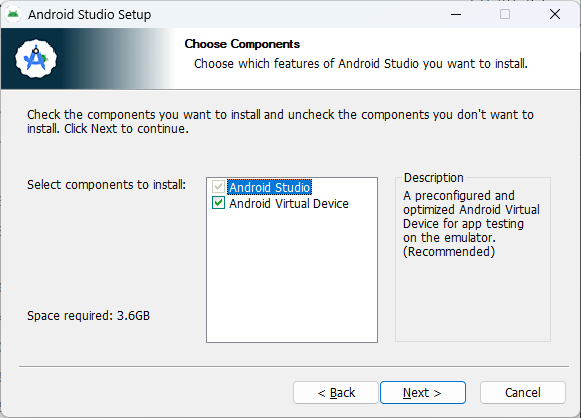 Android Studio Setup
Choose Components
Choose which features of Android Studio you want to install.
Check the components you want to install and uncheck the components you don't want to
install. Click Next to continue.
Select components to install:
Android Studio
Android Virtual Device
Description
A preconfigured and
optimized Android Virtual
Device for app testing
on the emulator.
(Recommended)
Space required: 3.6GB
< Back
Next >
Cancel